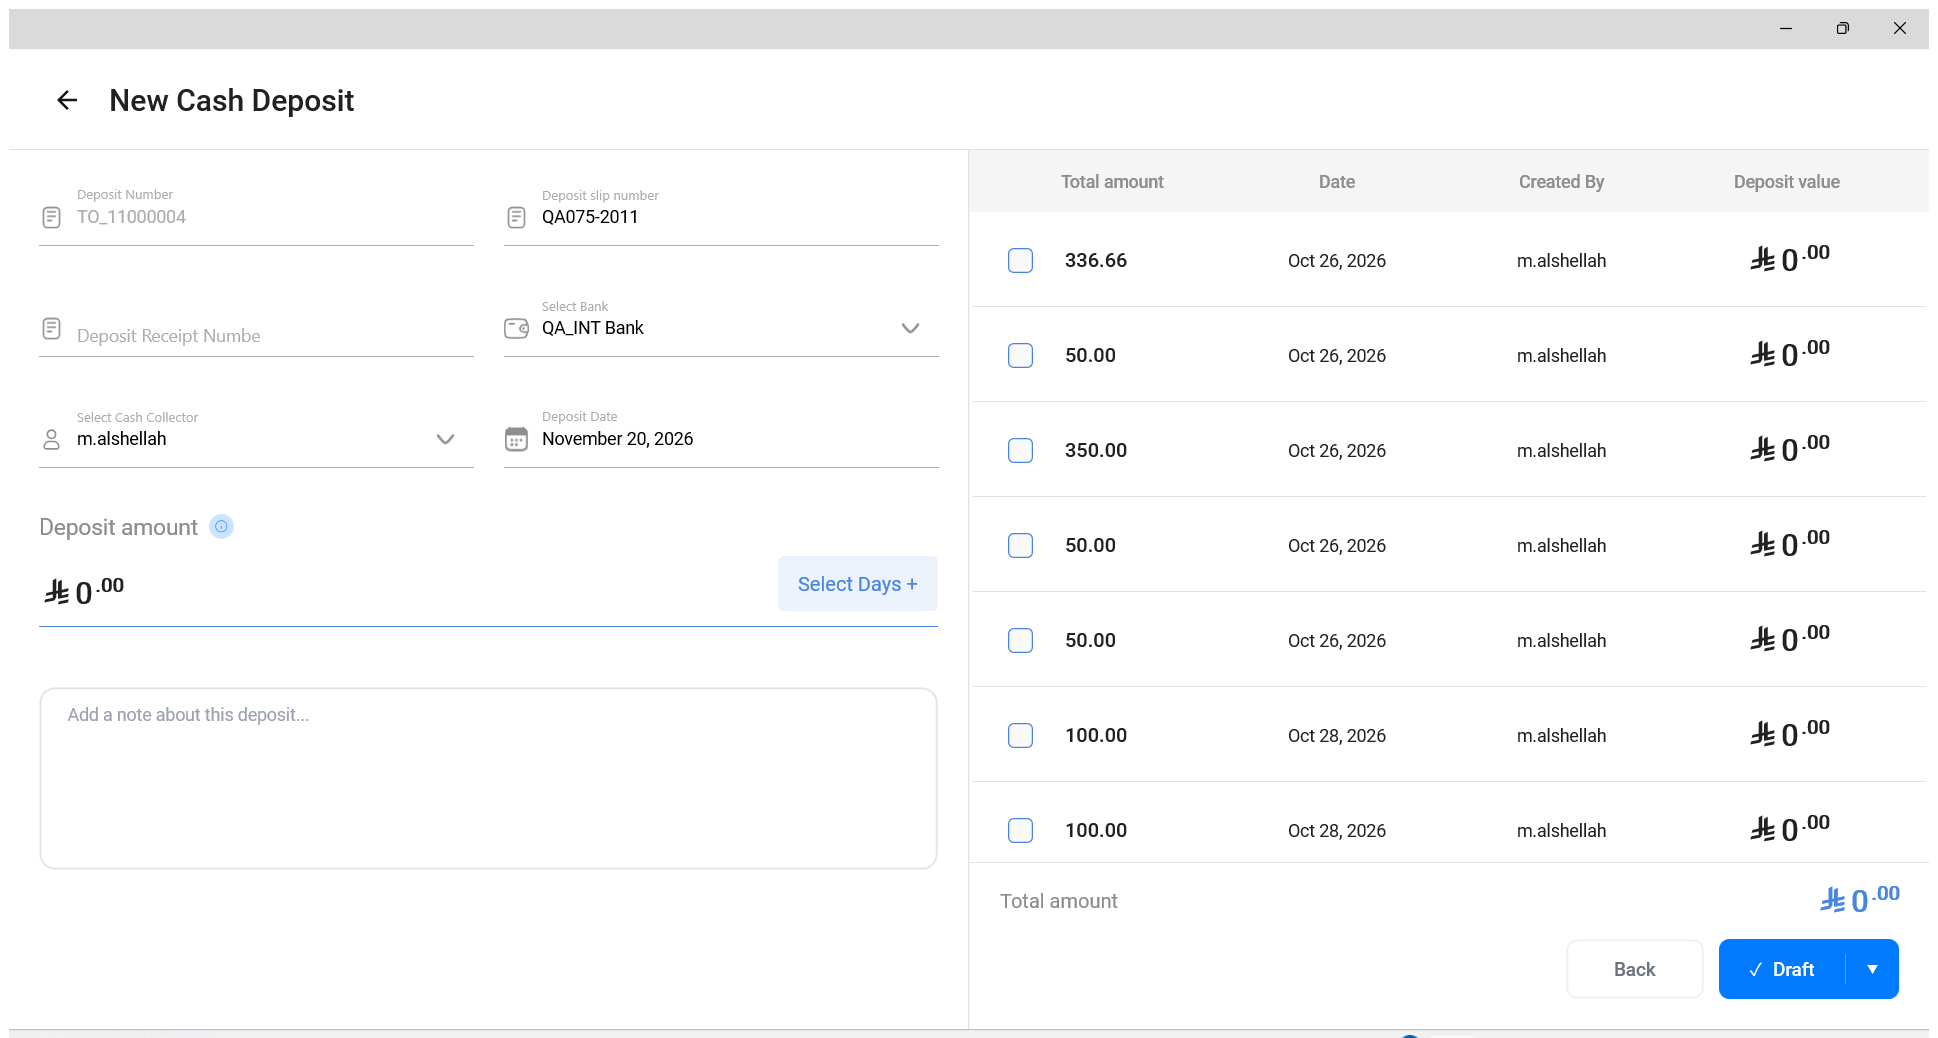 New Cash Deposit
Deposit Number
TO_11000004
Deposit slip number
QA075-2011
Deposit Receipt Numbe
Select Bank
QA_INT Bank
Select Cash Collector
m.alshellah
Deposit Date
November 20, 2026
Deposit amount
⃁ 0.00
Select Days +
Add a note about this deposit...
Total amount Date Created By Deposit value
336.66 Oct 26, 2026 m.alshellah ⃁ 0.00
50.00 Oct 26, 2026 m.alshellah ⃁ 0.00
350.00 Oct 26, 2026 m.alshellah ⃁ 0.00
50.00 Oct 26, 2026 m.alshellah ⃁ 0.00
50.00 Oct 26, 2026 m.alshellah ⃁ 0.00
100.00 Oct 28, 2026 m.alshellah ⃁ 0.00
100.00 Oct 28, 2026 m.alshellah ⃁ 0.00
Total amount ⃁ 0.00
Back
✓ Draft ▼